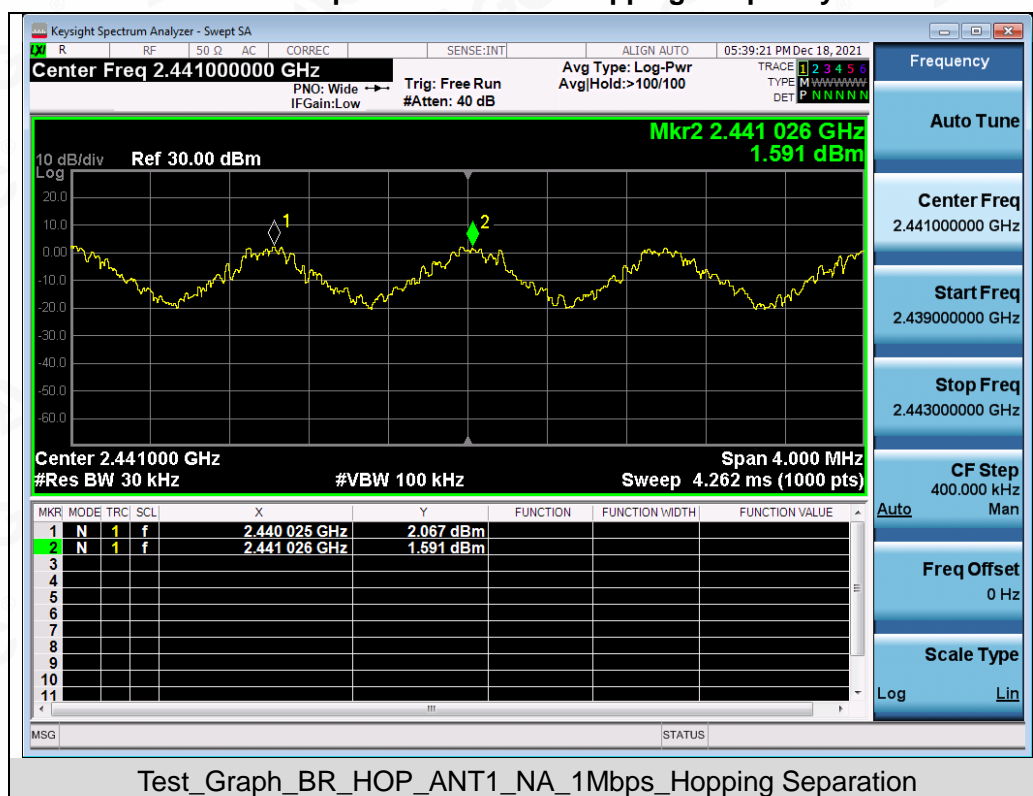 Keysight Spectrum Analyzer - Swept SA
LXI R RF 50 Ω AC CORREC SENSE:INT ALIGN AUTO 05:39:21 PM Dec 18, 2021
Center Freq 2.441000000 GHz
PNO: Wide
IFGain:Low
Trig: Free Run
#Atten: 40 dB
Avg Type: Log-Pwr
Avg|Hold:>100/100
TRACE 1 2 3 4 5 6
TYPE M WWWWW
DET P N N N N N
Mkr2 2.441 026 GHz
1.591 dBm
10 dB/div Ref 30.00 dBm
Log
20.0
10.0
0.00
-10.0
-20.0
-30.0
-40.0
-50.0
-60.0
1
2
Center 2.441000 GHz Span 4.000 MHz
#Res BW 30 kHz #VBW 100 kHz Sweep 4.262 ms (1000 pts)
MKR MODE TRC SCL X Y FUNCTION FUNCTION WIDTH FUNCTION VALUE
1 N 1 f 2.440 025 GHz 2.067 dBm
2 N 1 f 2.441 026 GHz 1.591 dBm
3
4
5
6
7
8
9
10
11
MSG STATUS
Frequency
Auto Tune
Center Freq
2.441000000 GHz
Start Freq
2.439000000 GHz
Stop Freq
2.443000000 GHz
CF Step
400.000 kHz
Auto Man
Freq Offset
0 Hz
Scale Type
Log Lin
Test_Graph_BR_HOP_ANT1_NA_1Mbps_Hopping Separation